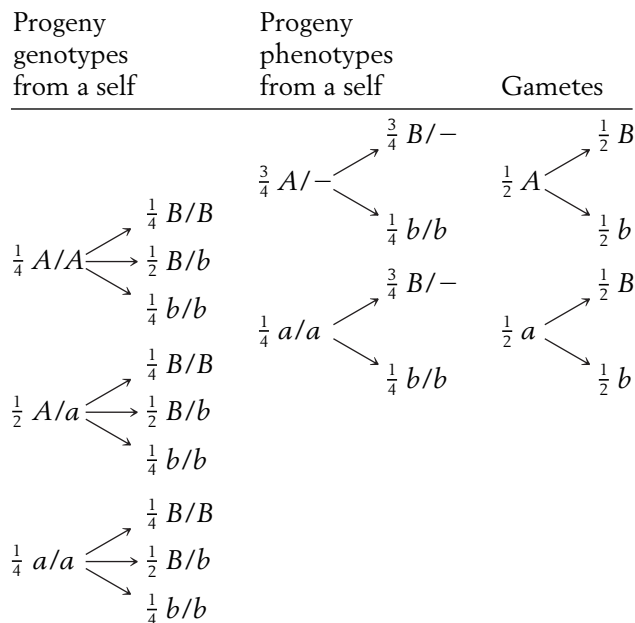 Progeny genotypes from a self
Progeny phenotypes from a self
Gametes
1/4 A/A
1/4 B/B
1/2 B/b
1/4 b/b
1/2 A/a
1/4 B/B
1/2 B/b
1/4 b/b
1/4 a/a
1/4 B/B
1/2 B/b
1/4 b/b
3/4 A/−
3/4 B/−
1/4 b/b
1/4 a/a
3/4 B/−
1/4 b/b
1/2 A
1/2 B
1/2 b
1/2 a
1/2 B
1/2 b